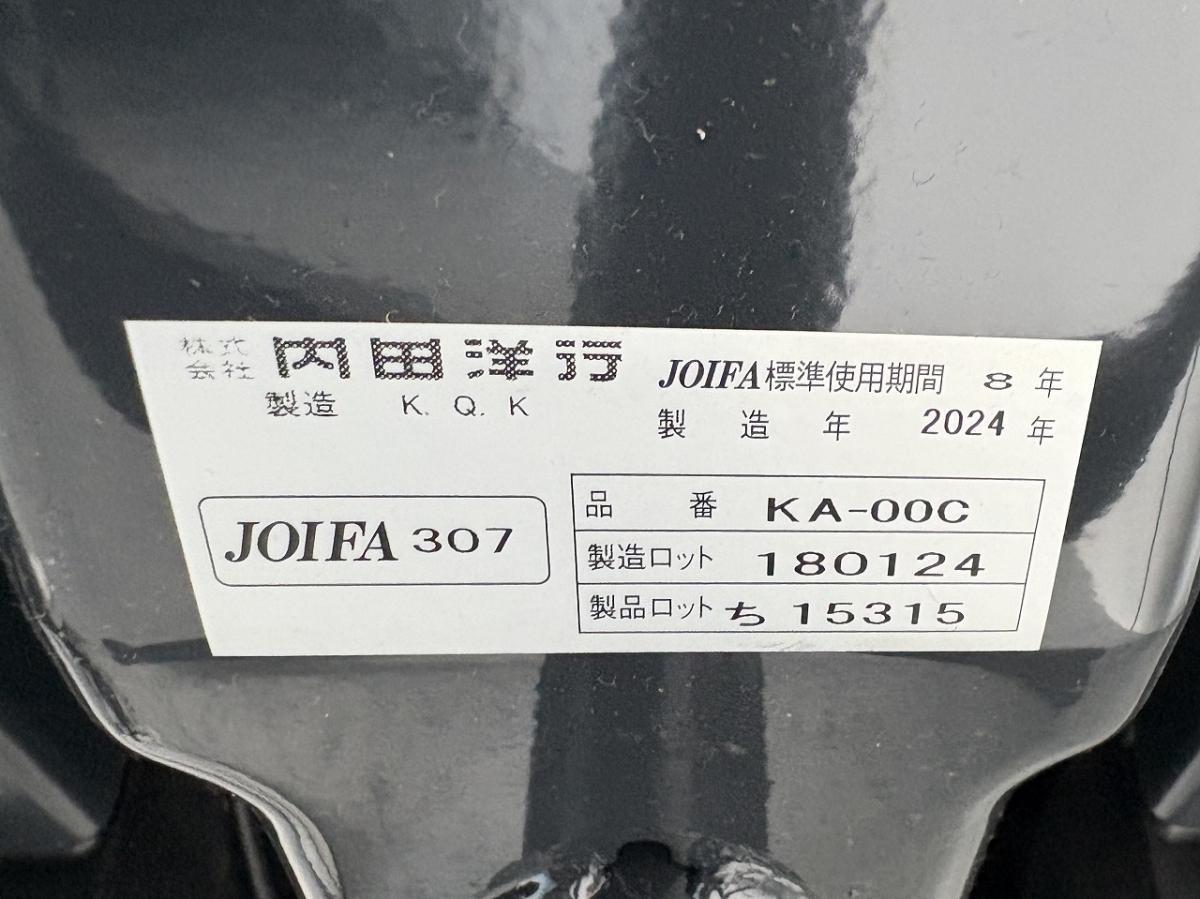 株式会社 内田洋行
製造 K. Q. K
JOIFA標準使用期間 8 年
製造年 2024 年
JOIFA 307
品番 KA-00C
製造ロット 180124
製品ロット ち 15315